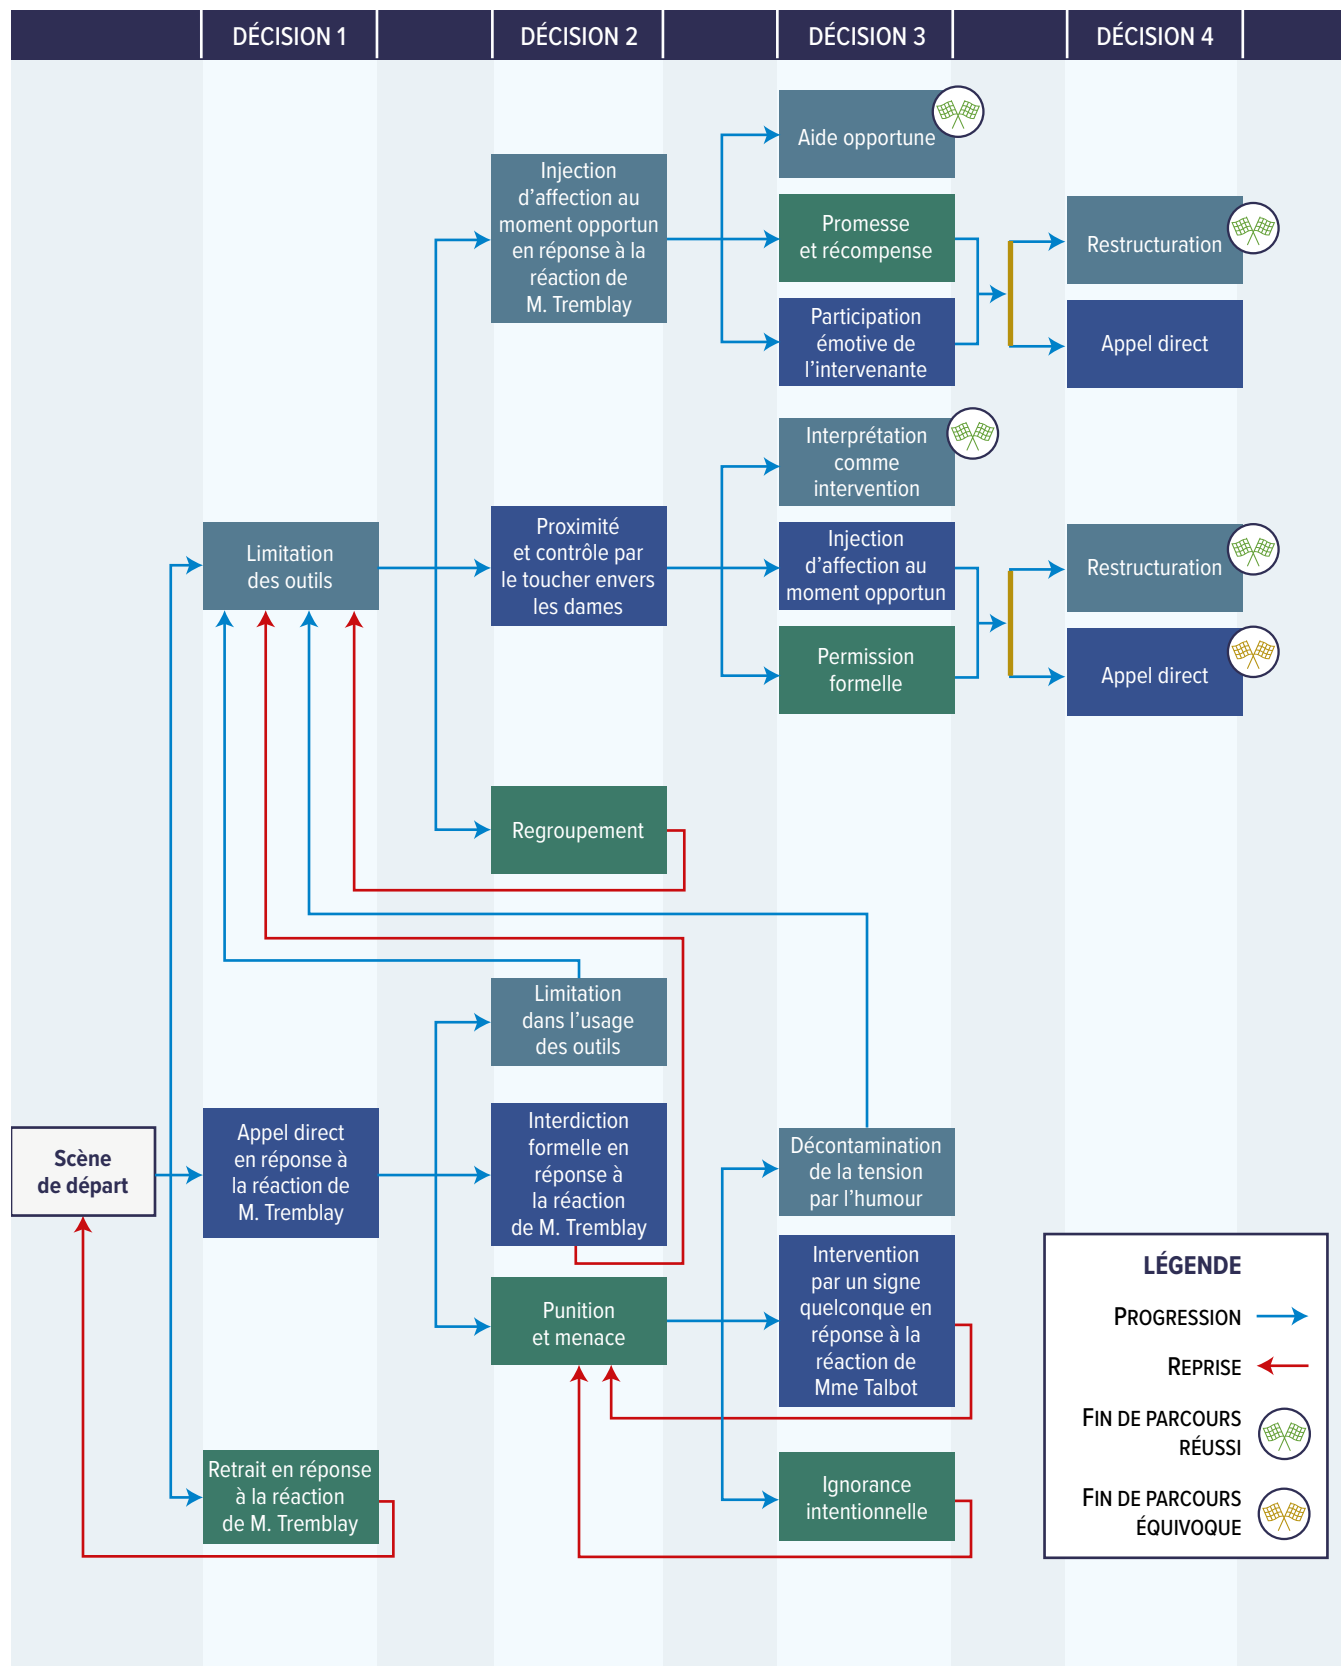 DÉCISION 1
DÉCISION 2
DÉCISION 3
DÉCISION 4
Aide opportune
Injection
d’affection au
moment opportun
en réponse à la
réaction de
M. Tremblay
Promesse
et récompense
Restructuration
Participation
émotive de
l’intervenante
Appel direct
Interprétation
comme
intervention
Limitation
des outils
Proximité
et contrôle par
le toucher envers
les dames
Injection
d’affection au
moment opportun
Restructuration
Permission
formelle
Appel direct
Regroupement
Limitation
dans l’usage
des outils
Scène
de départ
Appel direct
en réponse à
la réaction de
M. Tremblay
Interdiction
formelle en
réponse à
la réaction
de M. Tremblay
Décontamination
de la tension
par l’humour
Punition
et menace
Intervention
par un signe
quelconque en
réponse à la
réaction de
Mme Talbot
Retrait en réponse
à la réaction
de M. Tremblay
Ignorance
intentionnelle
LÉGENDE
PROGRESSION
REPRISE
FIN DE PARCOURS
RÉUSSI
FIN DE PARCOURS
ÉQUIVOQUE